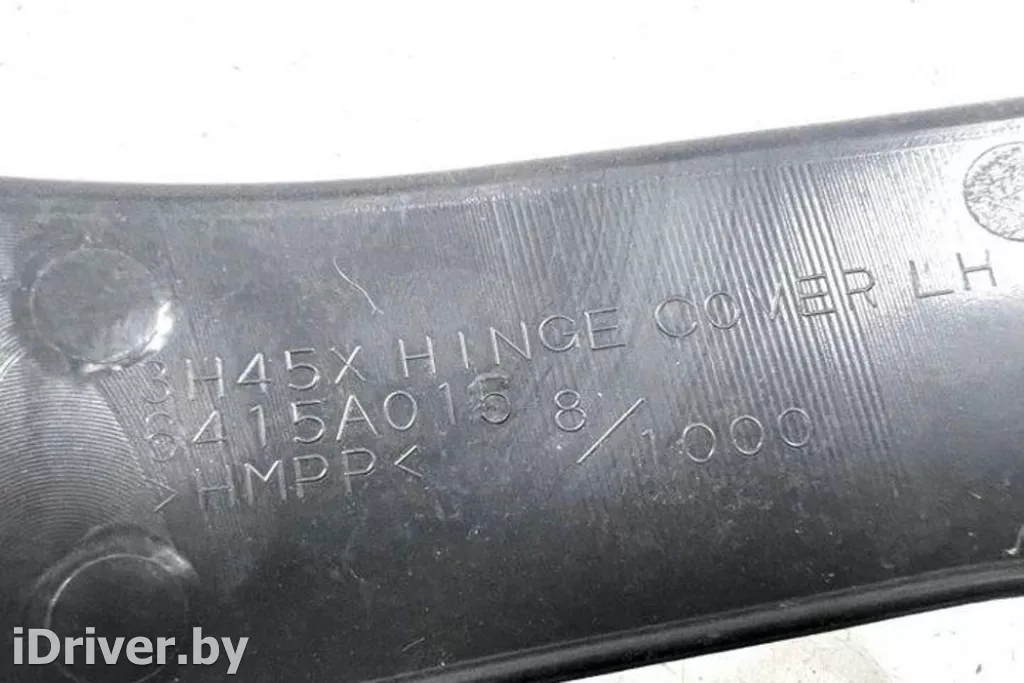 3H45X HINGE COVER LH
6415A015 8/1000
>HMPP<
iDriver.by